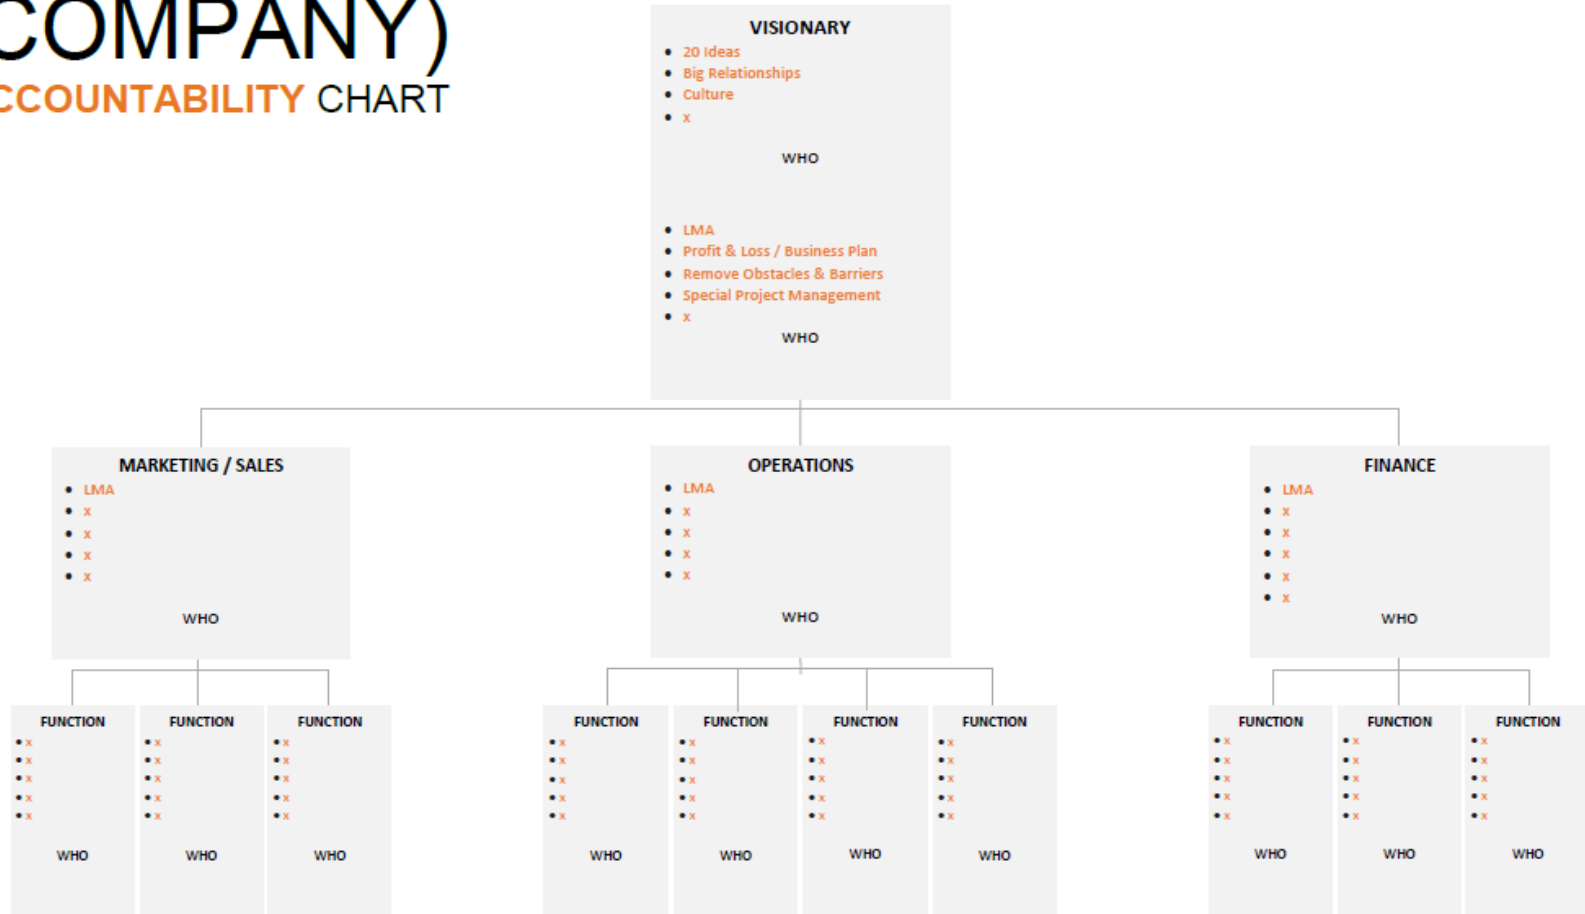 COMPANY)
CCOUNTABILITY CHART
VISIONARY
• 20 Ideas
• Big Relationships
• Culture
• x
WHO
• LMA
• Profit & Loss / Business Plan
• Remove Obstacles & Barriers
• Special Project Management
• x
WHO
MARKETING / SALES
• LMA
• x
• x
• x
• x
WHO
OPERATIONS
• LMA
• x
• x
• x
• x
WHO
FINANCE
• LMA
• x
• x
• x
• x
• x
WHO
FUNCTION
• x
• x
• x
• x
• x
WHO
FUNCTION
• x
• x
• x
• x
• x
WHO
FUNCTION
• x
• x
• x
• x
• x
WHO
FUNCTION
• x
• x
• x
• x
• x
WHO
FUNCTION
• x
• x
• x
• x
• x
WHO
FUNCTION
• x
• x
• x
• x
• x
WHO
FUNCTION
• x
• x
• x
• x
• x
WHO
FUNCTION
• x
• x
• x
• x
• x
WHO
FUNCTION
• x
• x
• x
• x
• x
WHO
FUNCTION
• x
• x
• x
• x
• x
WHO